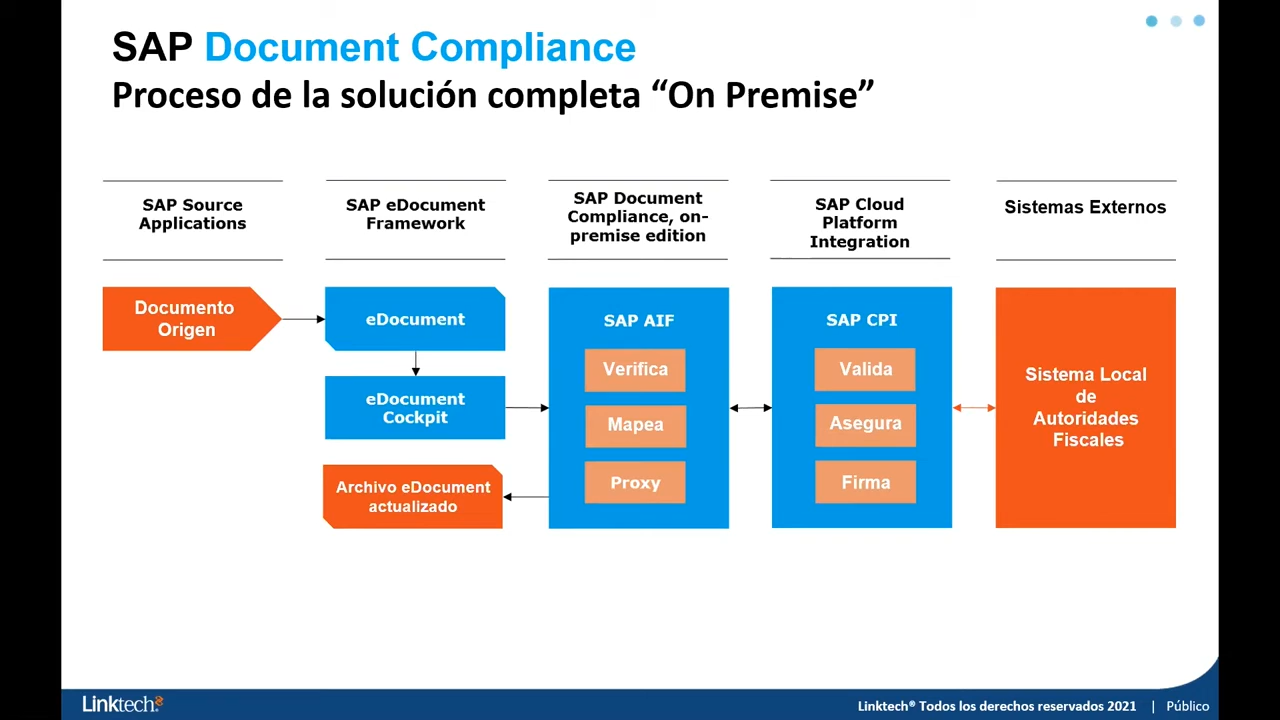 SAP Document Compliance
Proceso de la solución completa “On Premise”
SAP Source
Applications
SAP eDocument
Framework
SAP Document
Compliance, on-
premise edition
SAP Cloud
Platform
Integration
Sistemas Externos
Documento
Origen
eDocument
eDocument
Cockpit
Archivo eDocument
actualizado
SAP AIF
Verifica
Mapea
Proxy
SAP CPI
Valida
Asegura
Firma
Sistema Local
de
Autoridades
Fiscales
Linktech
Linktech® Todos los derechos reservados 2021 | Público